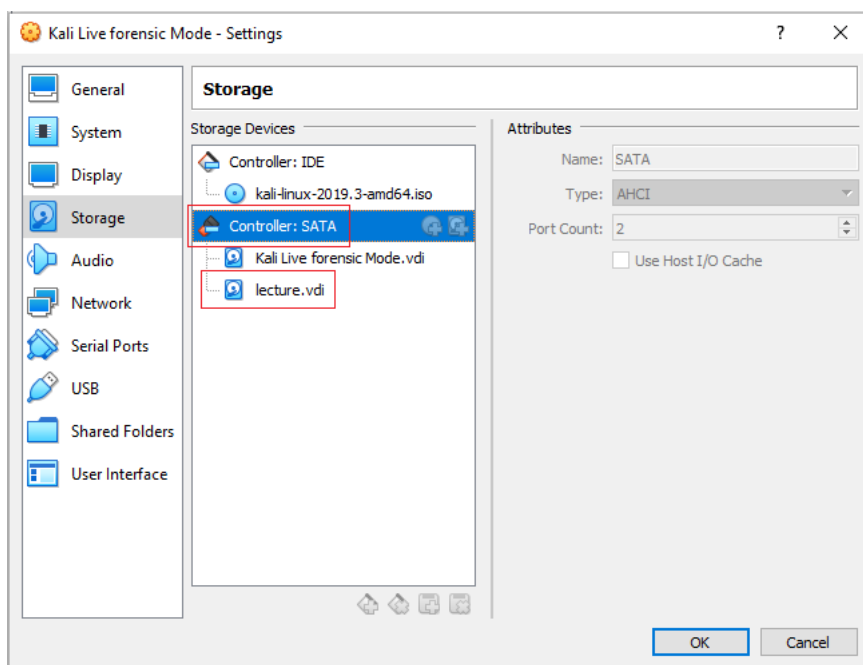 Kali Live forensic Mode - Settings
?
General
System
Display
Storage
Audio
Network
Serial Ports
USB
Shared Folders
User Interface
Storage
Storage Devices
Controller: IDE
kali-linux-2019.3-amd64.iso
Controller: SATA
Kali Live forensic Mode.vdi
lecture.vdi
Attributes
Name: SATA
Type: AHCI
Port Count: 2
Use Host I/O Cache
OK Cancel